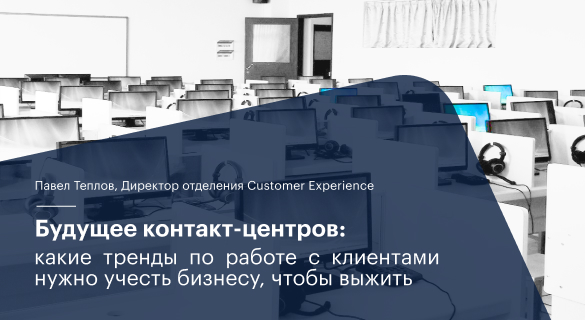 Павел Теплов, Директор отделения Customer Experience
Будущее контакт-центров:
какие тренды по работе с клиентами
нужно учесть бизнесу, чтобы выжить